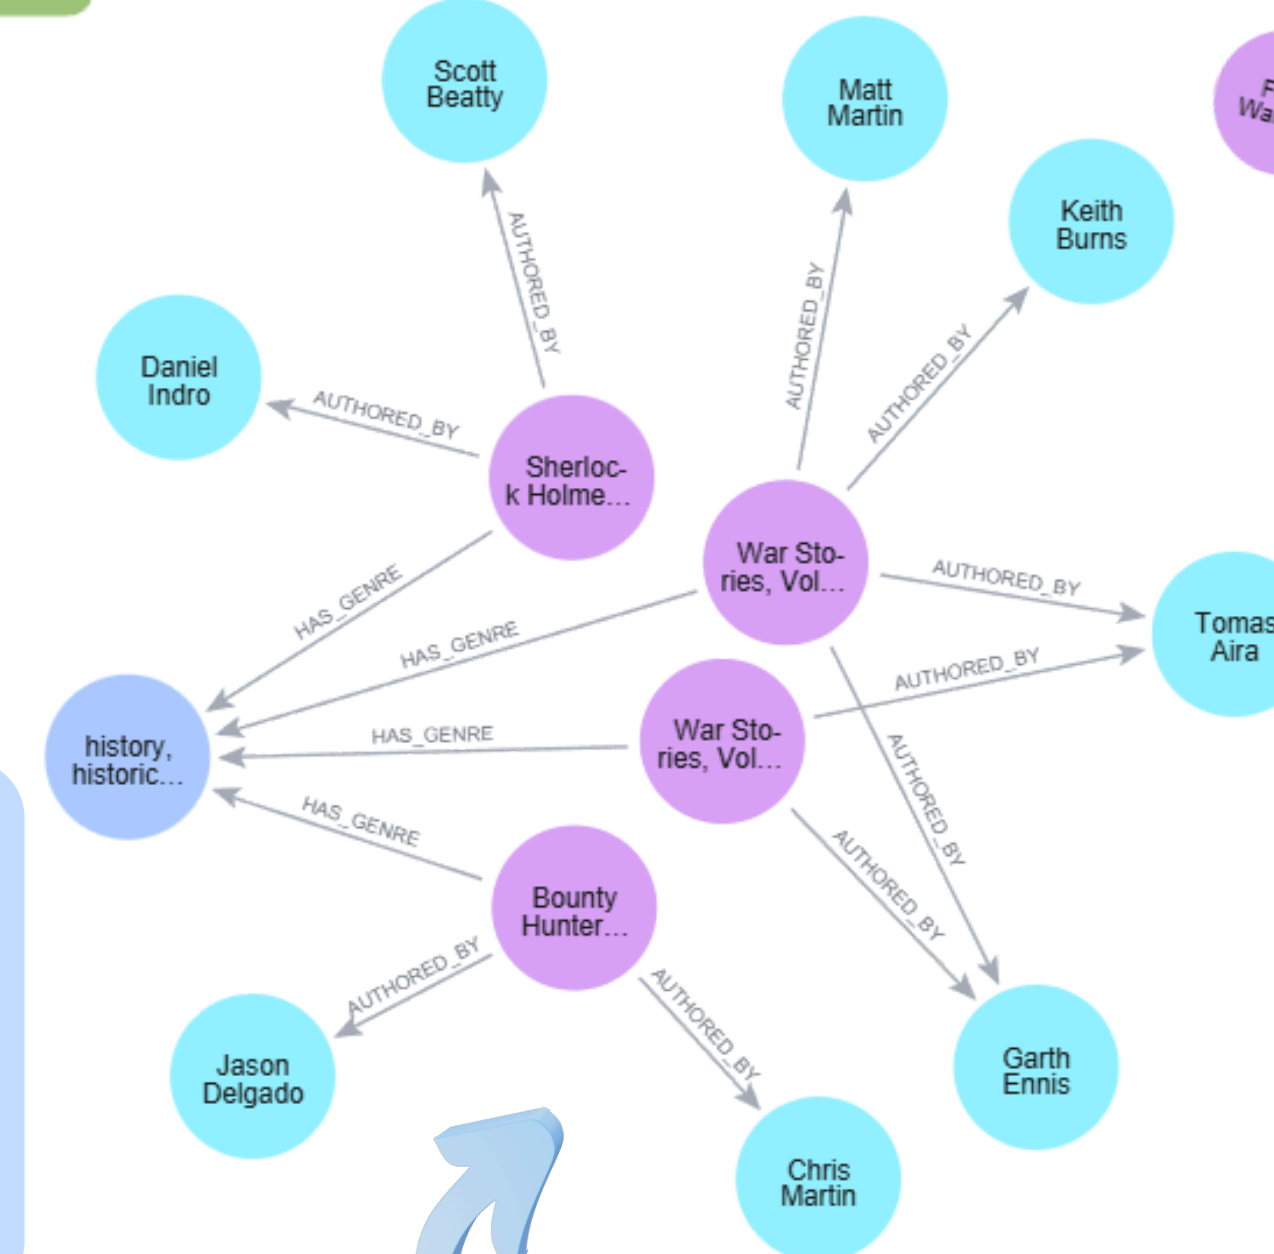 Scott
Beatty
Matt
Martin
Keith
Burns
AUTHORED_BY
AUTHORED_BY
AUTHORED_BY
Daniel
Indro
AUTHORED_BY
Sherloc-
k Holme...
War Sto-
ries, Vol...
HAS_GENRE
AUTHORED_BY
Tomas
Aira
HAS_GENRE
AUTHORED_BY
history,
historic...
HAS_GENRE
War Sto-
ries, Vol...
AUTHORED_BY
HAS_GENRE
AUTHORED_BY
Bounty
Hunter...
AUTHORED_BY
AUTHORED_BY
Jason
Delgado
Garth
Ennis
Chris
Martin